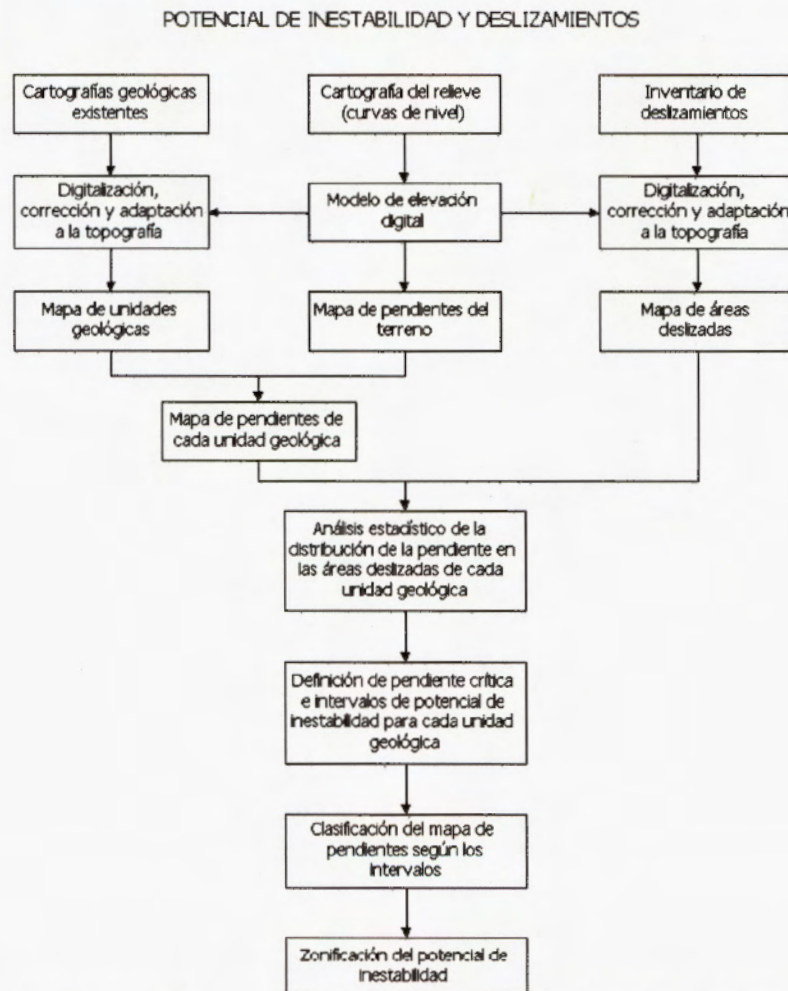 POTENCIAL DE INESTABILIDAD Y DESLIZAMIENTOS
Cartografías geológicas
existentes
Cartografía del relieve
(curvas de nivel)
Inventario de
deslizamientos
Digitalización,
corrección y adaptación
a la topografía
Modelo de elevación
digital
Digitalización,
corrección y adaptación
a la topografía
Mapa de unidades
geológicas
Mapa de pendientes del
terreno
Mapa de áreas
deslizadas
Mapa de pendientes de
cada unidad geológica
Análisis estadístico de la
distribución de la pendiente en
las áreas deslizadas de cada
unidad geológica
Definición de pendiente crítica
e intervalos de potencial de
inestabilidad para cada unidad
geológica
Clasificación del mapa de
pendientes según los
intervalos
Zonificación del potencial de
inestabilidad